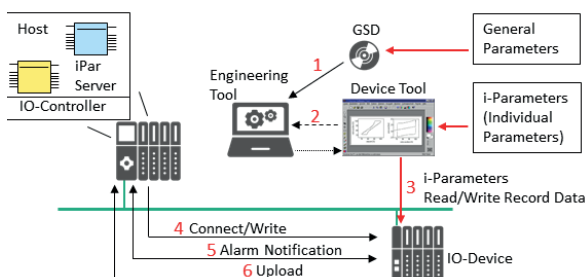 Host
iPar
Server
IO-Controller
GSD
General
Parameters
1
Engineering
Tool
Device Tool
2
i-Parameters
(Individual
Parameters)
3
i-Parameters
Read/Write Record Data
4 Connect/Write
5 Alarm Notification
6 Upload
IO-Device